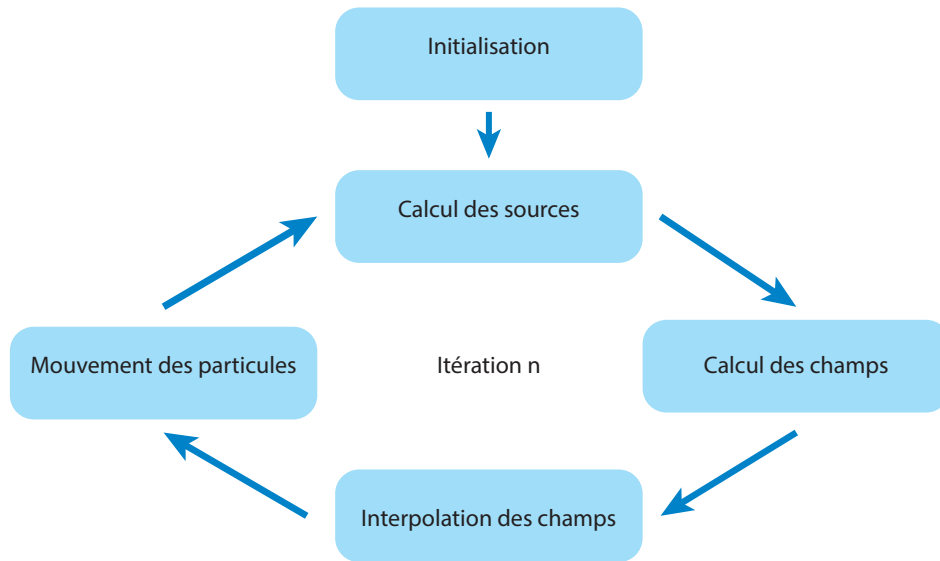 Initialisation
Calcul des sources
Mouvement des particules
Itération n
Calcul des champs
Interpolation des champs